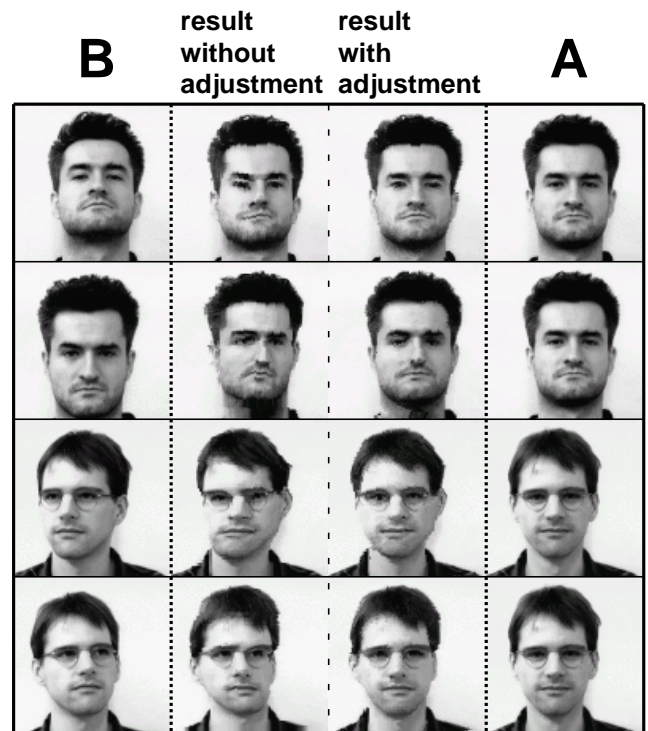 B
result
without
adjustment
result
with
adjustment
A